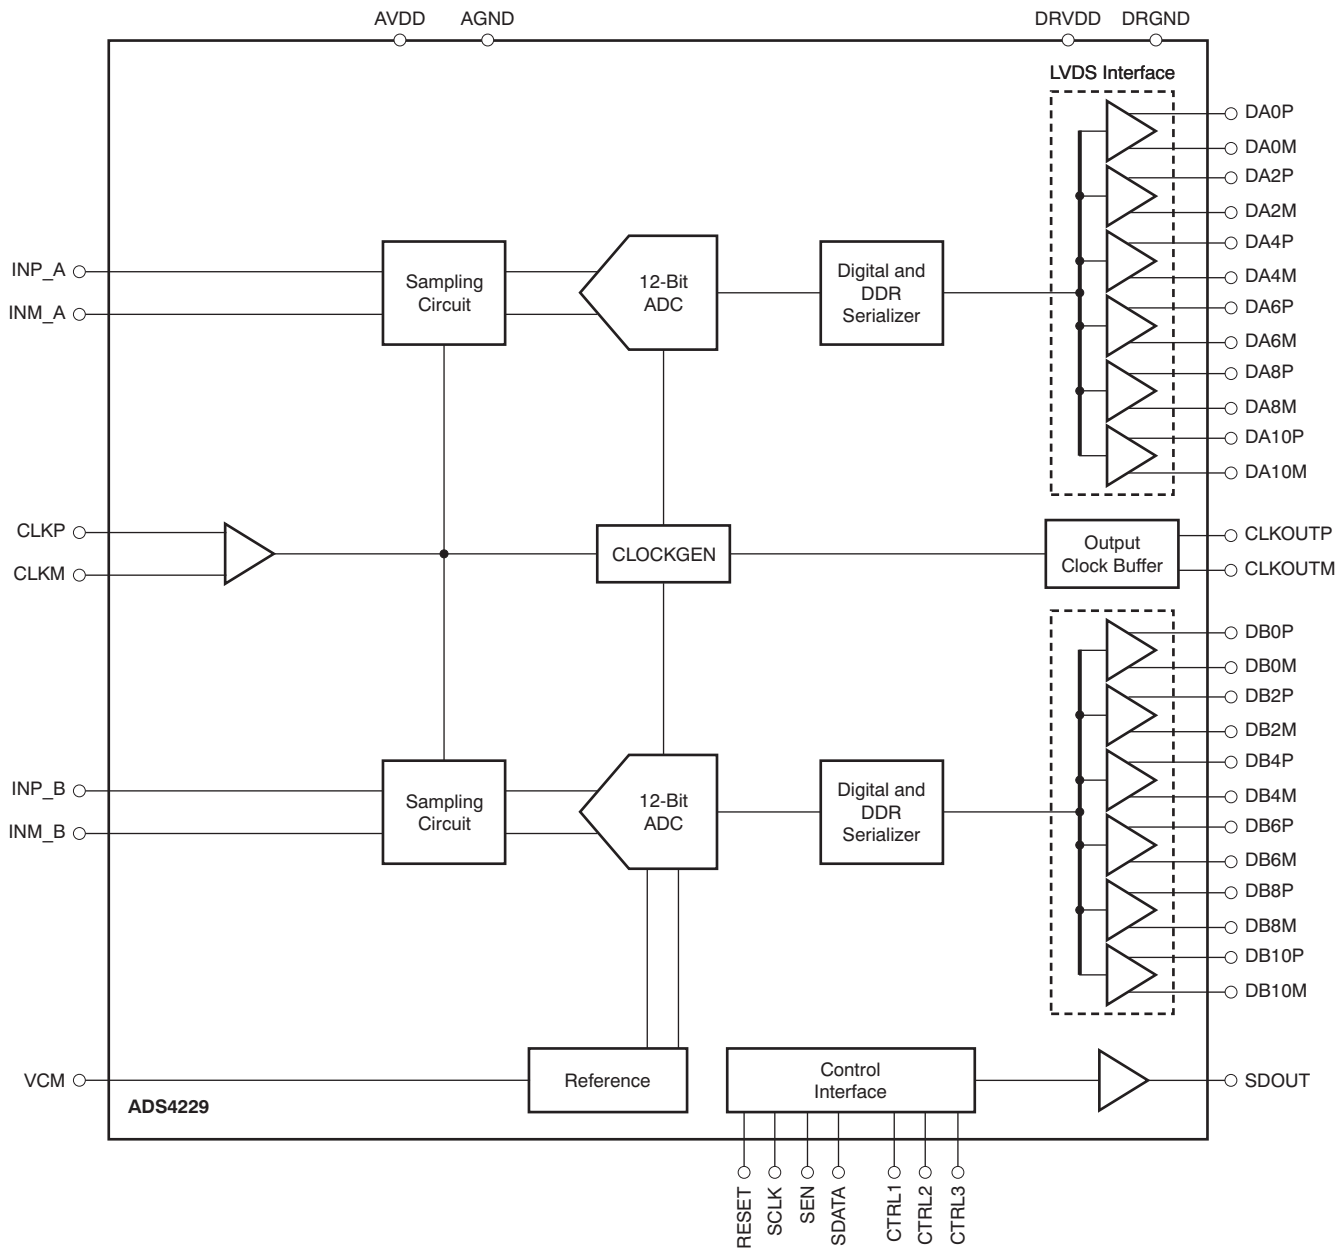 AVDD
AGND
DRVDD
DRGND
LVDS Interface
DA0P
DA0M
DA2P
DA2M
DA4P
DA4M
DA6P
DA6M
DA8P
DA8M
DA10P
DA10M
INP_A
INM_A
Sampling
Circuit
12-Bit
ADC
Digital and
DDR
Serializer
CLKP
CLKM
CLOCKGEN
Output
Clock Buffer
CLKOUTP
CLKOUTM
DB0P
DB0M
DB2P
DB2M
DB4P
DB4M
DB6P
DB6M
DB8P
DB8M
DB10P
DB10M
INP_B
INM_B
Sampling
Circuit
12-Bit
ADC
Digital and
DDR
Serializer
VCM
Reference
Control
Interface
SDOUT
ADS4229
RESET
SCLK
SEN
SDATA
CTRL1
CTRL2
CTRL3